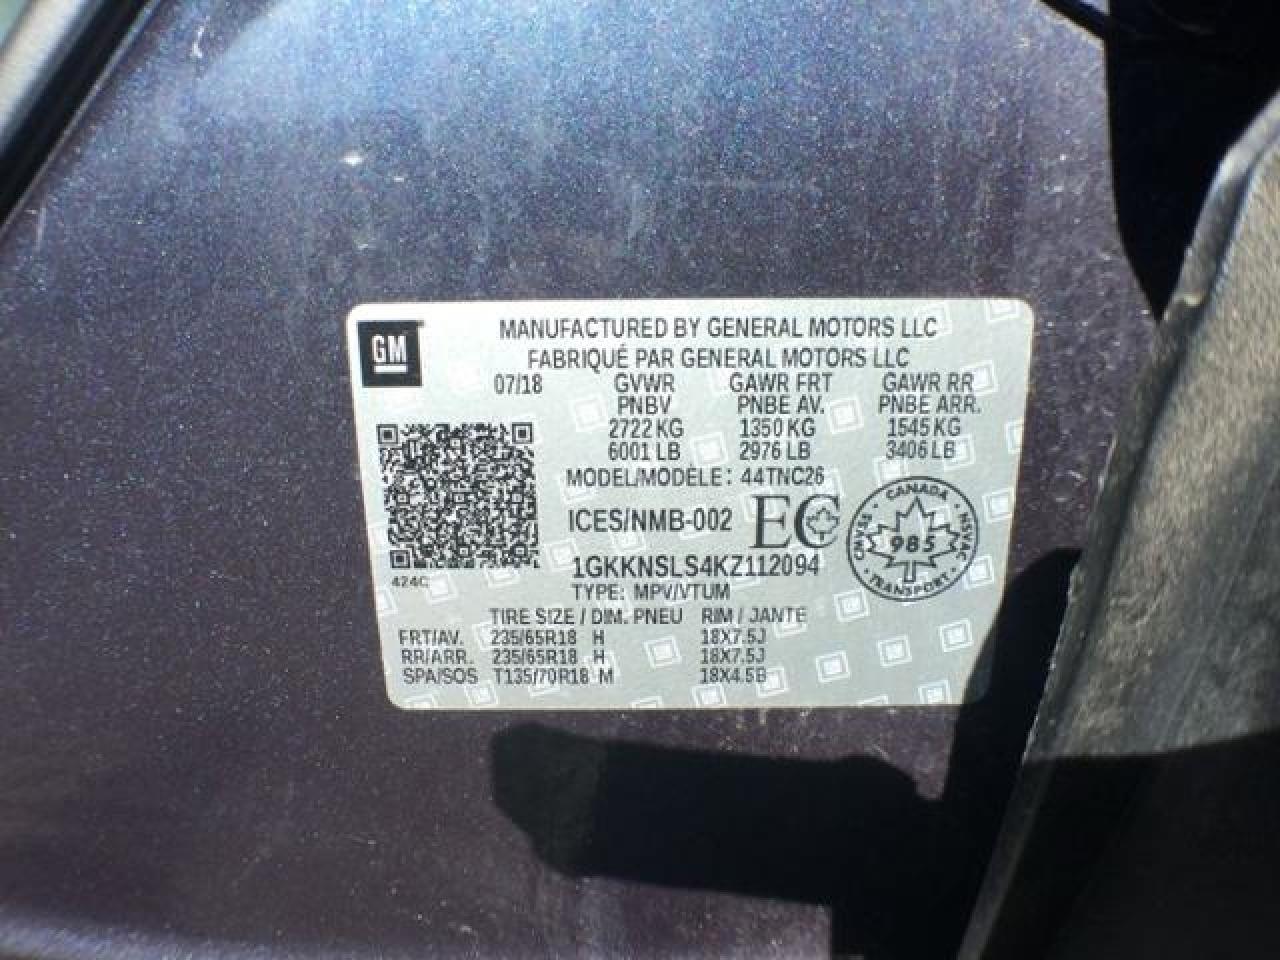 GM
MANUFACTURED BY GENERAL MOTORS LLC
FABRIQUÉ PAR GENERAL MOTORS LLC
07/18 GVWR GAWR FRT GAWR RR
PNBV PNBE AV. PNBE ARR.
2722 KG 1350 KG 1545 KG
6001 LB 2976 LB 3406 LB
MODEL/MODÈLE: 44TNC26
ICES/NMB-002 EC
CANADA
985
TRANSPORT
CMVSS
NSVAC
1GKKNSLS4KZ112094
424C
TYPE: MPV/VTUM
TIRE SIZE / DIM. PNEU RIM / JANTE
FRT/AV. 235/65R18 H 18X7.5J
RR/ARR. 235/65R18 H 18X7.5J
SPA/SOS T135/70R18 M 18X4.5B